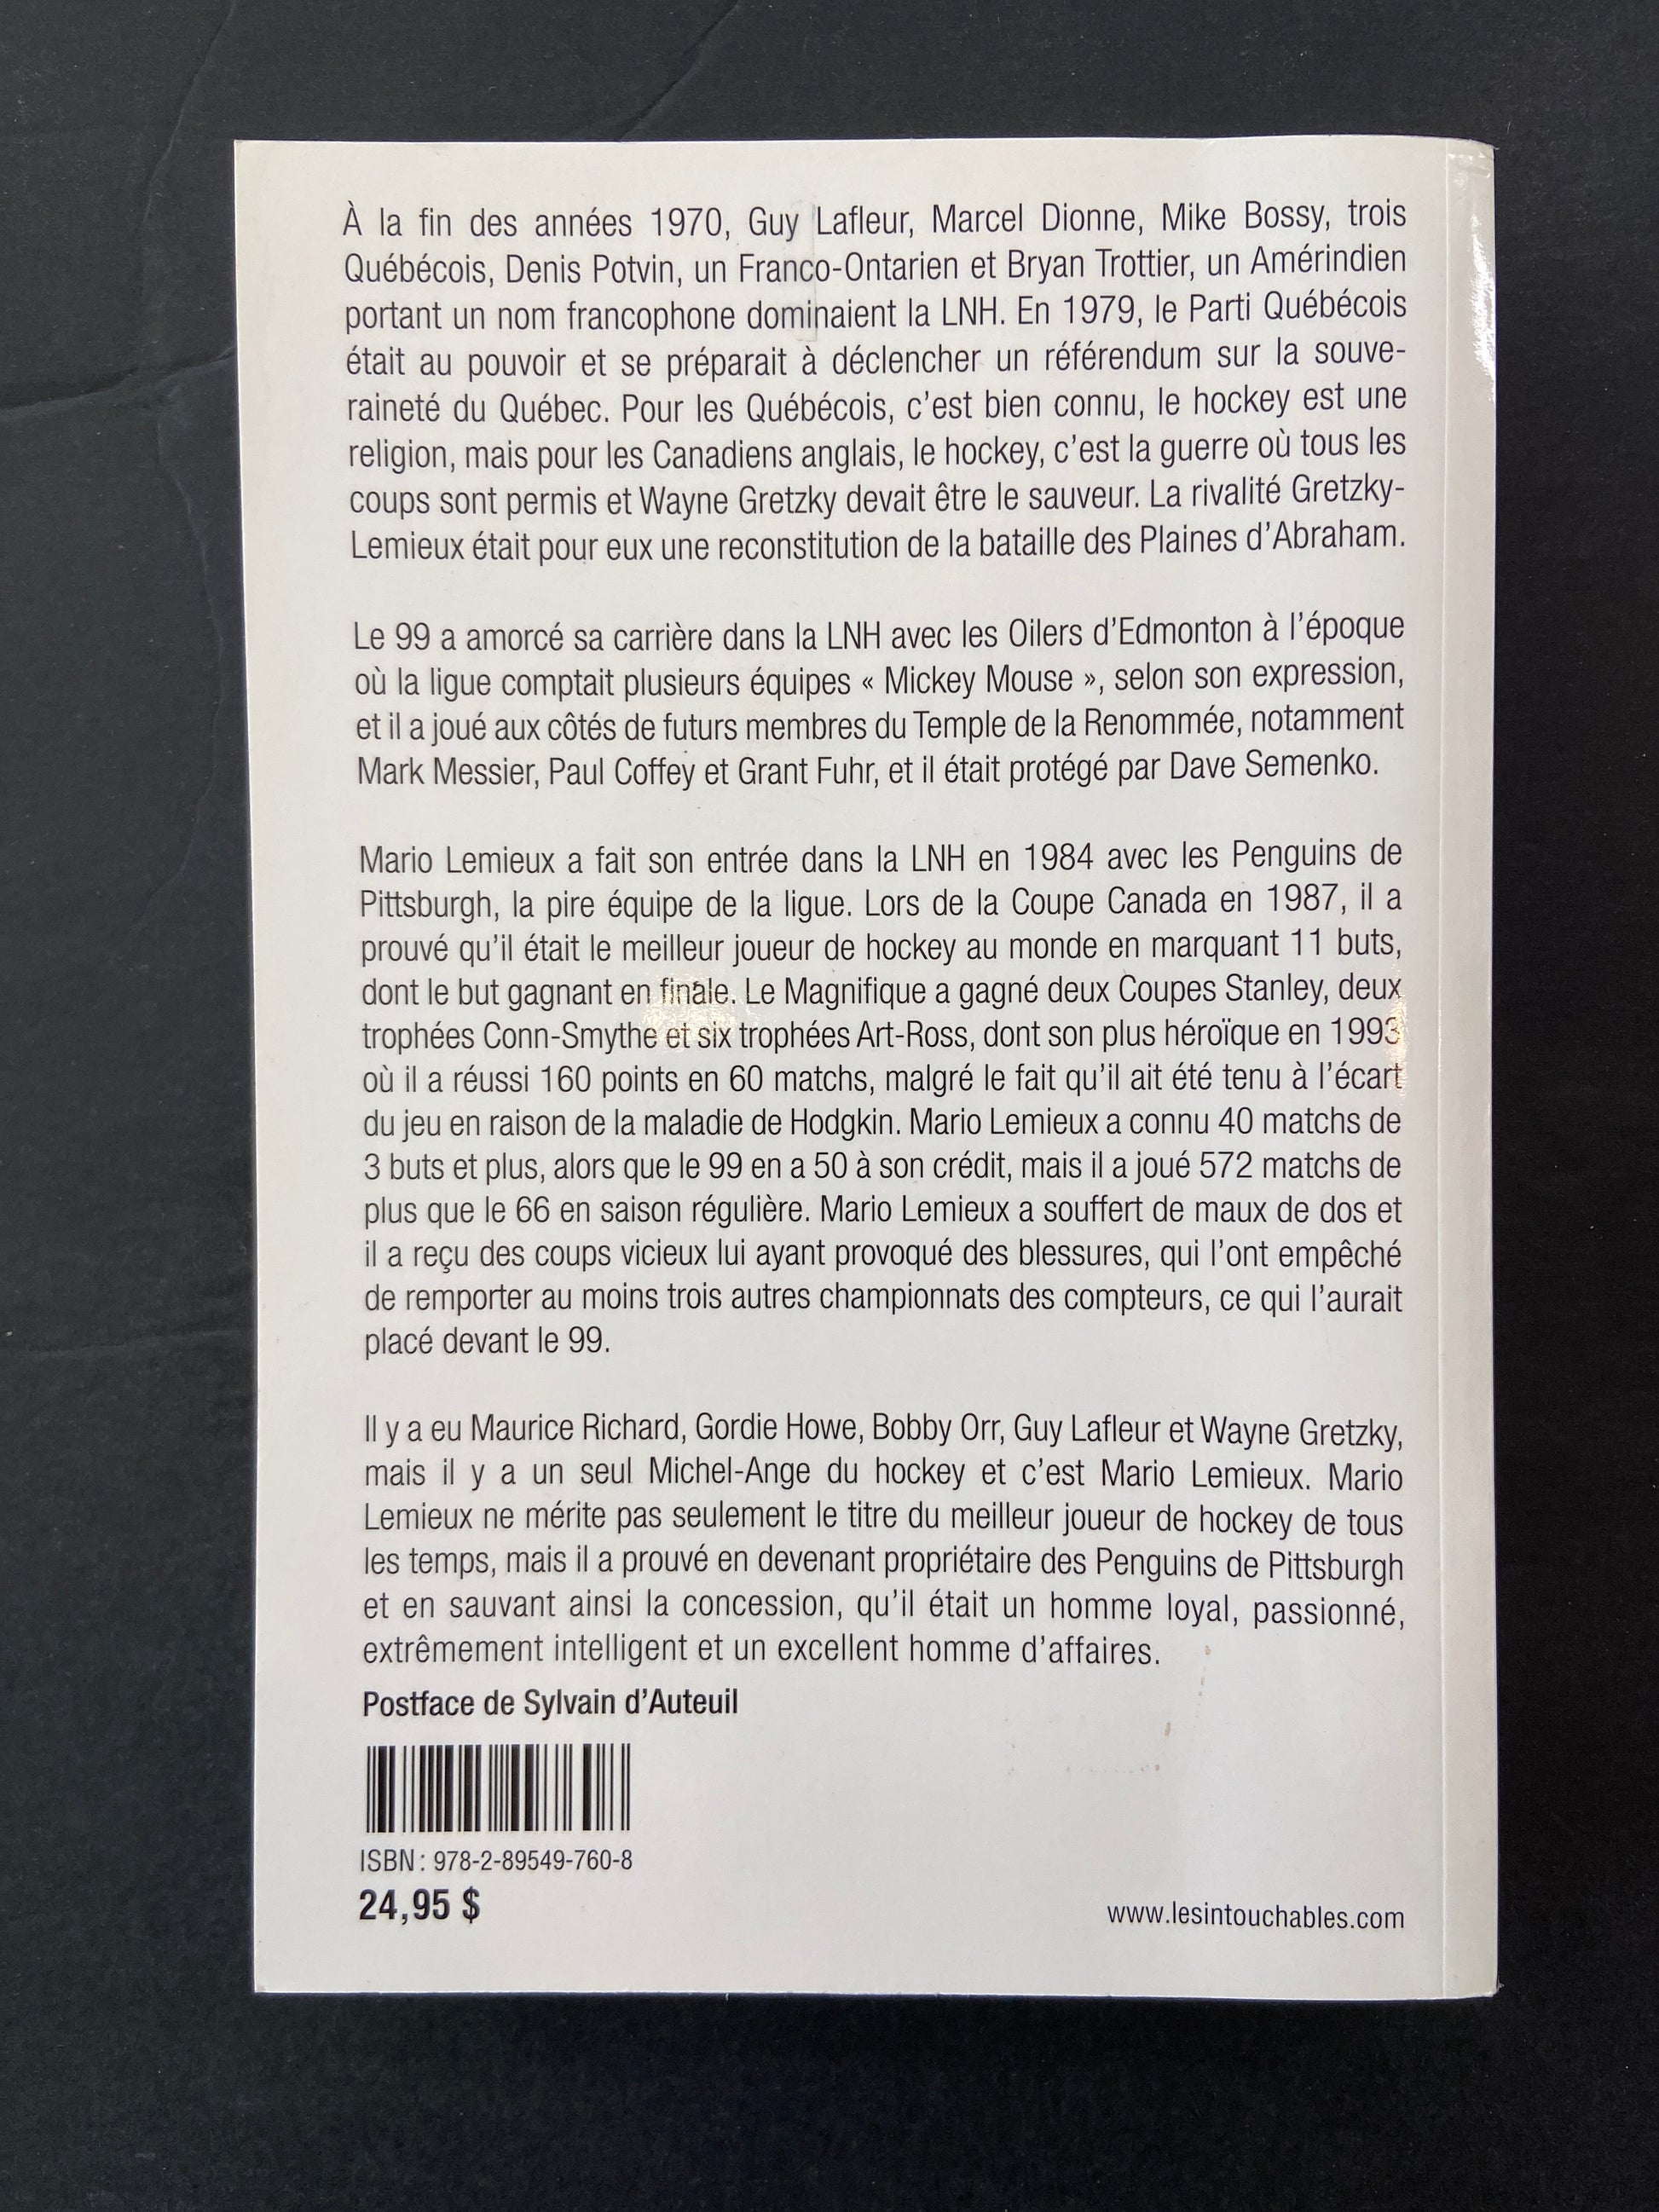 À la fin des années 1970, Guy Lafleur, Marcel Dionne, Mike Bossy, trois
Québécois, Denis Potvin, un Franco-Ontarien et Bryan Trottier, un Amérindien
portant un nom francophone dominaient la LNH. En 1979, le Parti Québécois
était au pouvoir et se préparait à déclencher un référendum sur la souve-
raineté du Québec. Pour les Québécois, c'est bien connu, le hockey est une
religion, mais pour les Canadiens anglais, le hockey, c'est la guerre où tous les
coups sont permis et Wayne Gretzky devait être le sauveur. La rivalité Gretzky-
Lemieux était pour eux une reconstitution de la bataille des Plaines d'Abraham.
Le 99 a amorcé sa carrière dans la LNH avec les Oilers d'Edmonton à l'époque
où la ligue comptait plusieurs équipes « Mickey Mouse », selon son expression,
et il a joué aux côtés de futurs membres du Temple de la Renommée, notamment
Mark Messier, Paul Coffey et Grant Fuhr, et il était protégé par Dave Semenko.
Mario Lemieux a fait son entrée dans la LNH en 1984 avec les Penguins de
Pittsburgh, la pire équipe de la ligue. Lors de la Coupe Canada en 1987, il a
prouvé qu'il était le meilleur joueur de hockey au monde en marquant 11 buts,
dont le but gagnant en finale. Le Magnifique a gagné deux Coupes Stanley, deux
trophées Conn-Smythe et six trophées Art-Ross, dont son plus héroïque en 1993
où il a réussi 160 points en 60 matchs, malgré le fait qu'il ait été tenu à l'écart
du jeu en raison de la maladie de Hodgkin. Mario Lemieux a connu 40 matchs de
3 buts et plus, alors que le 99 en a 50 à son crédit, mais il a joué 572 matchs de
plus que le 66 en saison régulière. Mario Lemieux a souffert de maux de dos et
il a reçu des coups vicieux lui ayant provoqué des blessures, qui l'ont empêché
de remporter au moins trois autres championnats des compteurs, ce qui l'aurait
placé devant le 99.
Il y a eu Maurice Richard, Gordie Howe, Bobby Orr, Guy Lafleur et Wayne Gretzky,
mais il y a un seul Michel-Ange du hockey et c'est Mario Lemieux. Mario
Lemieux ne mérite pas seulement le titre du meilleur joueur de hockey de tous
les temps, mais il a prouvé en devenant propriétaire des Penguins de Pittsburgh
et en sauvant ainsi la concession, qu'il était un homme loyal, passionné,
extrêmement intelligent et un excellent homme d'affaires.
Postface de Sylvain d'Auteuil
ISBN : 978-2-89549-760-8
24,95 $
www.lesintouchables.com